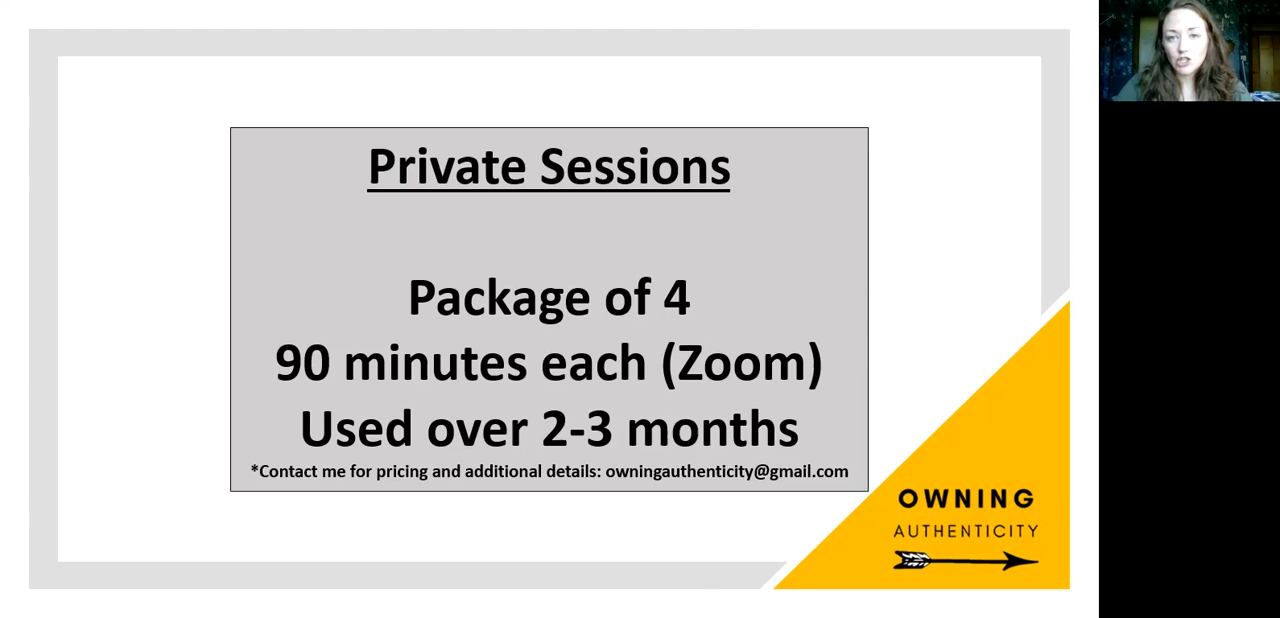 Private Sessions
Package of 4
90 minutes each (Zoom)
Used over 2-3 months
*Contact me for pricing and additional details: owningauthenticity@gmail.com
OWNING
AUTHENTICITY